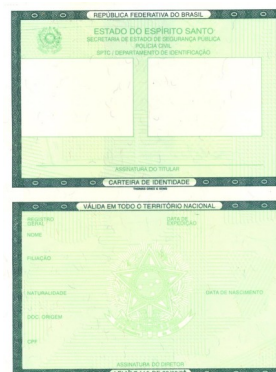 REPÚBLICA FEDERATIVA DO BRASIL
ESTADO DO ESPÍRITO SANTO
SECRETARIA DE ESTADO DE SEGURANÇA PÚBLICA
POLÍCIA CIVIL
SPTC / DEPARTAMENTO DE IDENTIFICAÇÃO
ASSINATURA DO TITULAR
CARTEIRA DE IDENTIDADE
VÁLIDA EM TODO O TERRITÓRIO NACIONAL
REGISTRO GERAL
DATA DE EXPEDIÇÃO
NOME
FILIAÇÃO
NATURALIDADE
DATA DE NASCIMENTO
DOC. ORIGEM
CPF
ASSINATURA DO DIRETOR